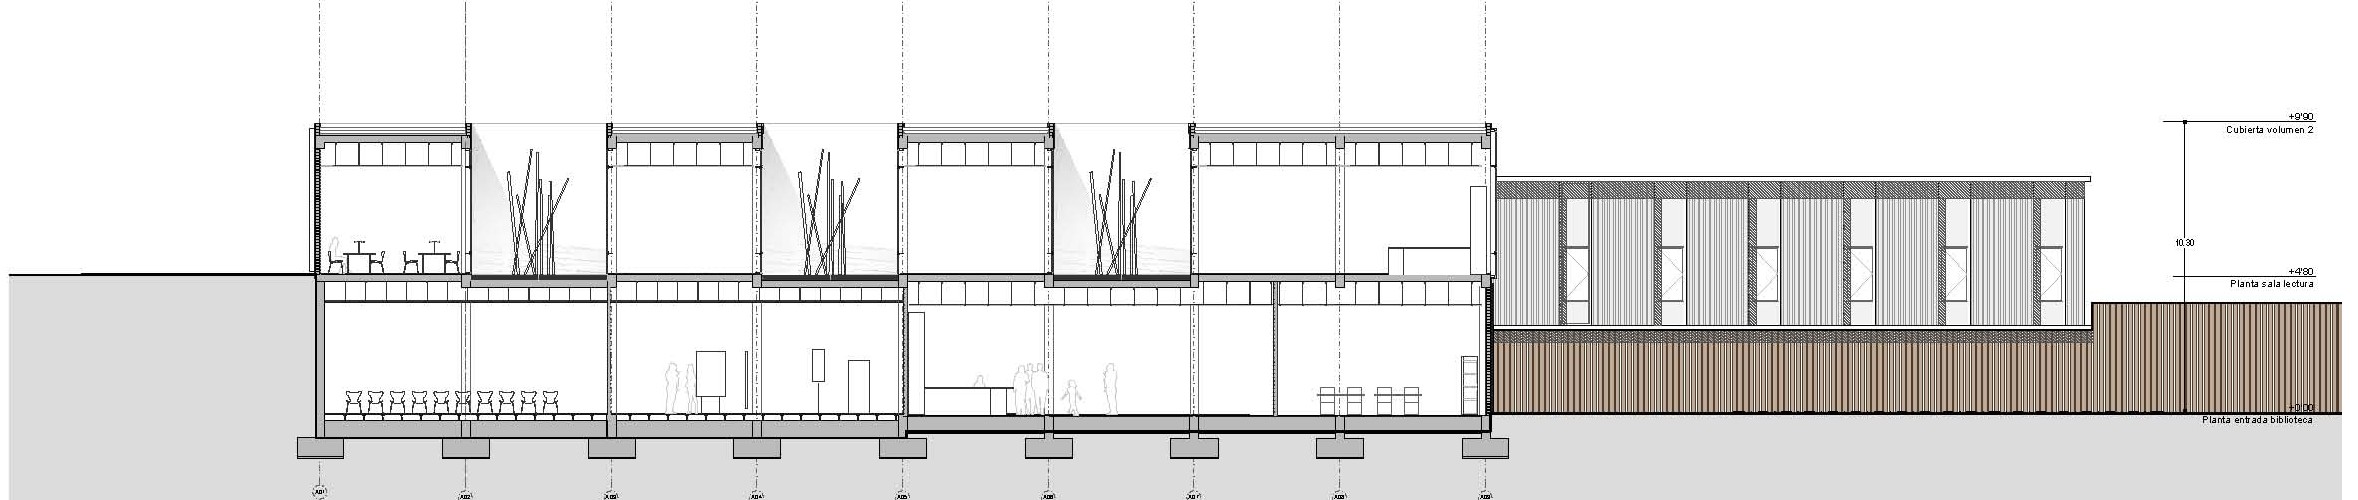 +9'90
Cubierta volumen 2
10.30
+4'80
Planta sala lectura
+0'00
Planta entrada biblioteca
A01
A02
A03
A04
A05
A06
A07
A08
A09